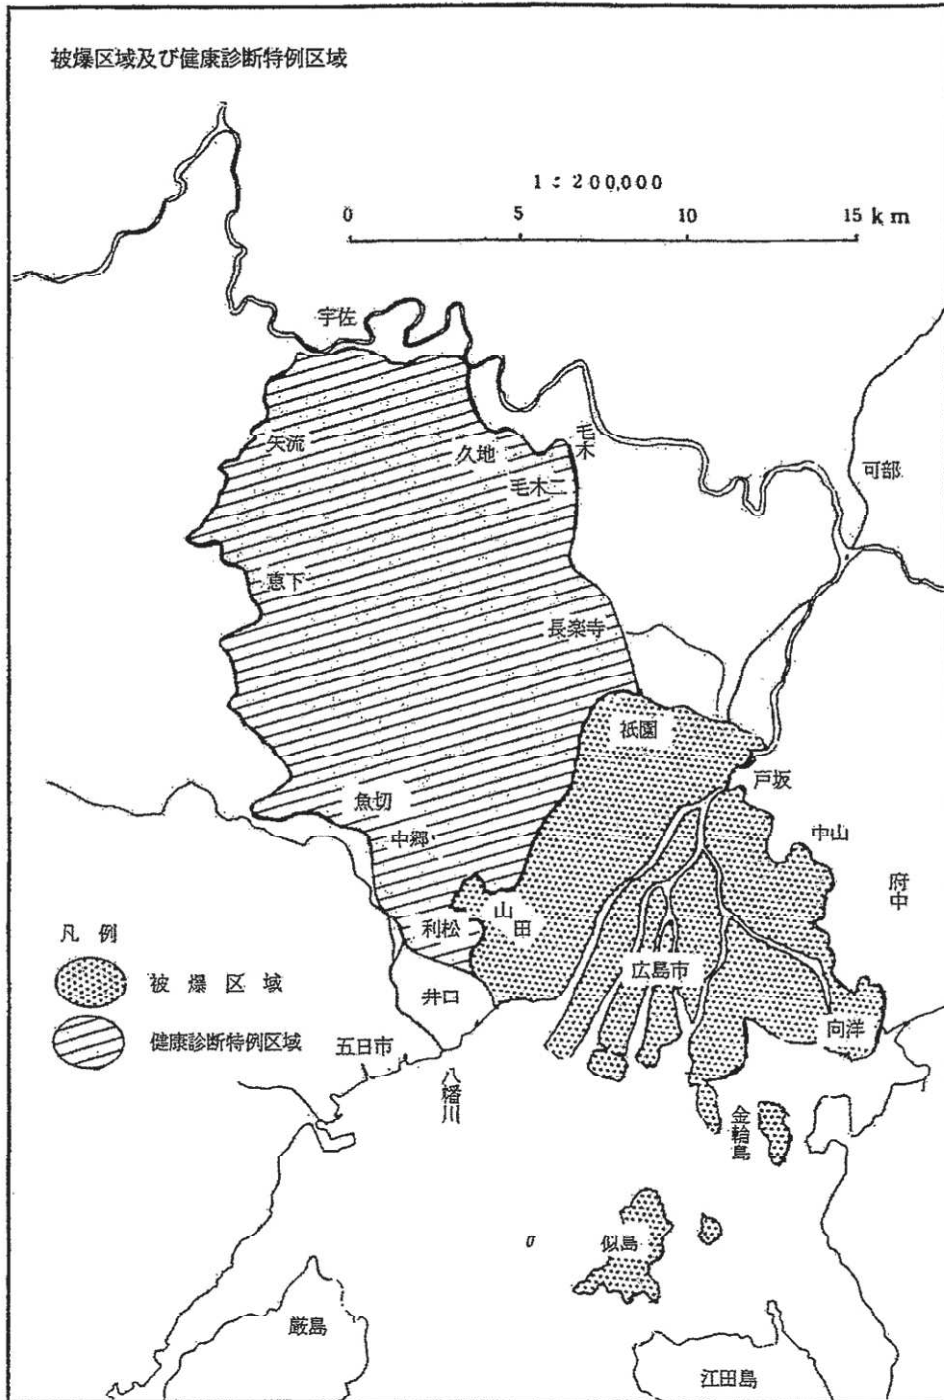 被爆区域及び健康診断特例区域
1:200,000
0 5 10 15 km
宇佐
矢流
久地
毛木
毛木二
可部
恵下
長楽寺
祇園
戸坂
魚切
中郷
中山
府中
山田
利松
凡例
被爆区域
健康診断特例区域
広島市
井口
向洋
五日市
八幡川
金輪島
似島
厳島
江田島